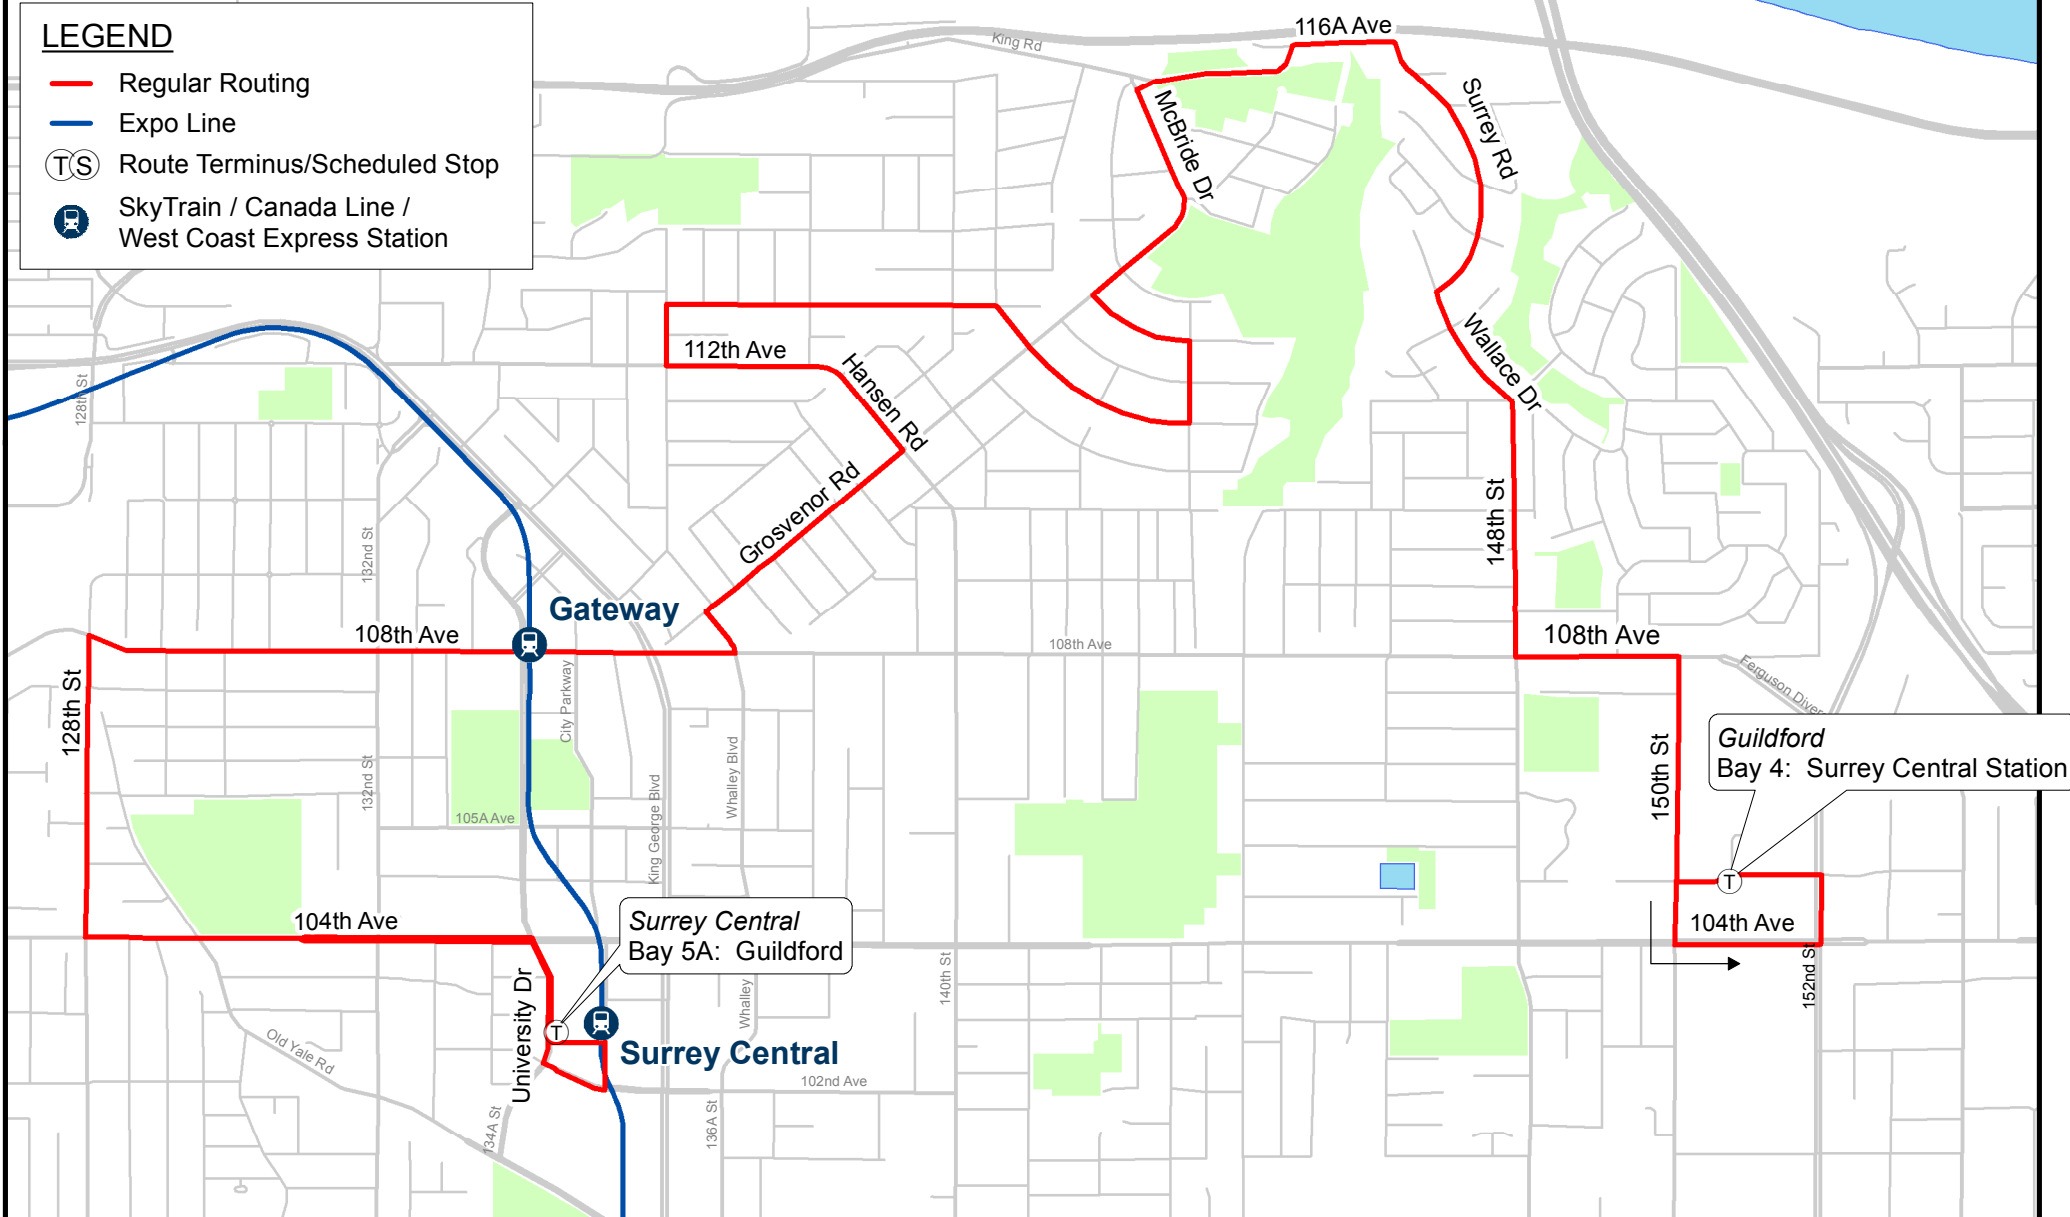 LEGEND
Regular Routing
Expo Line
TS Route Terminus/Scheduled Stop
SkyTrain / Canada Line /
West Coast Express Station
116A Ave
King Rd
Surrey Rd
McBride Dr
112th Ave
Hansen Rd
Wallace Dr
128th St
Grosvenor Rd
148th St
132nd St
Gateway
108th Ave
108th Ave
108th Ave
Ferguson Diver
128th St
City Parkway
132nd St
Whalley Blvd
King George Blvd
150th St
Guildford
Bay 4: Surrey Central Station
105A Ave
T
104th Ave
104th Ave
Surrey Central
Bay 5A: Guildford
University Dr
Whalley
140th St
152nd St
T
Surrey Central
Old Yale Rd
102nd Ave
134A St
136A St